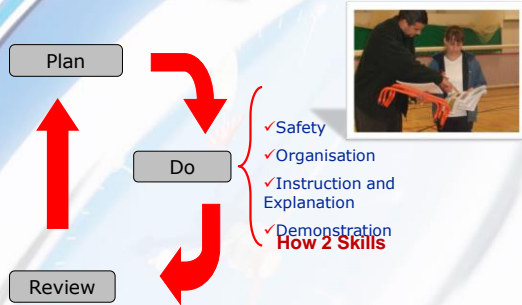 Plan
Do
✓Safety
✓Organisation
✓Instruction and
Explanation
✓Demonstration
How 2 Skills
Review